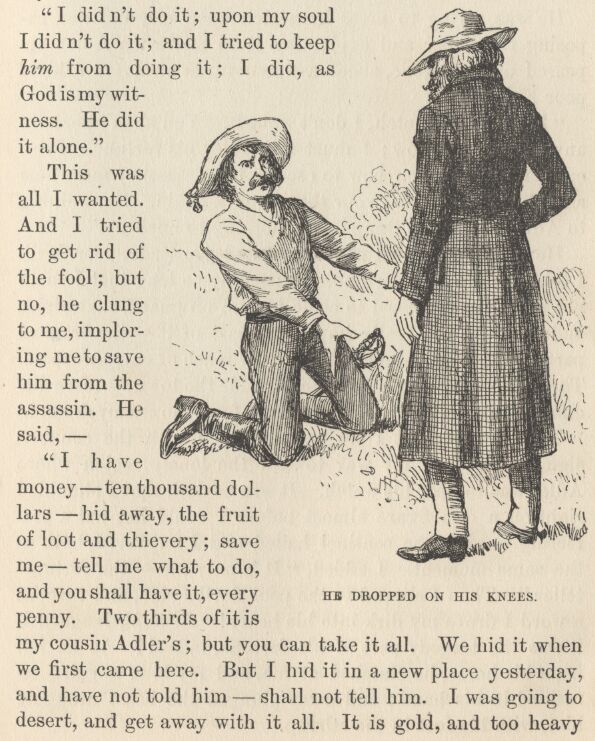 “ I did n’t do it ; upon my soul
I did n’t do it ; and I tried to keep
him from doing it ; I did, as
God is my wit-
ness. He did
it alone.”
This was
all I wanted.
And I tried
to get rid of
the fool ; but
no, he clung
to me, implor-
ing me to save
him from the
assassin. He
said, —
“ I have
money — ten thousand dol-
lars — hid away, the fruit
of loot and thievery ; save
me — tell me what to do,
and you shall have it, every
penny. Two thirds of it is
my cousin Adler’s ; but you can take it all. We hid it when
we first came here. But I hid it in a new place yesterday,
and have not told him — shall not tell him. I was going to
desert, and get away with it all. It is gold, and too heavy
HE DROPPED ON HIS KNEES.